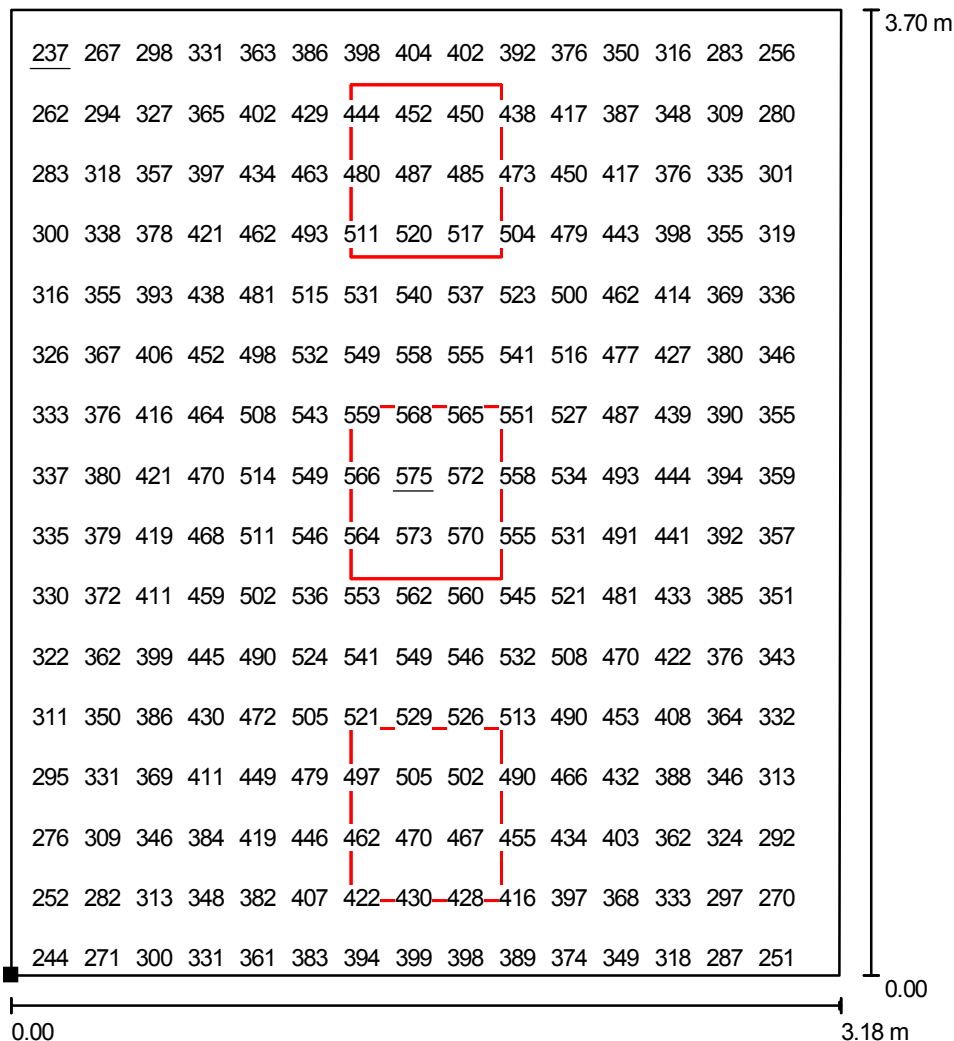 3.70 m
237 267 298 331 363 386 398 404 402 392 376 350 316 283 256
262 294 327 365 402 429 444 452 450 438 417 387 348 309 280
283 318 357 397 434 463 480 487 485 473 450 417 376 335 301
300 338 378 421 462 493 511 520 517 504 479 443 398 355 319
316 355 393 438 481 515 531 540 537 523 500 462 414 369 336
326 367 406 452 498 532 549 558 555 541 516 477 427 380 346
333 376 416 464 508 543 559 568 565 551 527 487 439 390 355
337 380 421 470 514 549 566 575 572 558 534 493 444 394 359
335 379 419 468 511 546 564 573 570 555 531 491 441 392 357
330 372 411 459 502 536 553 562 560 545 521 481 433 385 351
322 362 399 445 490 524 541 549 546 532 508 470 422 376 343
311 350 386 430 472 505 521 529 526 513 490 453 408 364 332
295 331 369 411 449 479 497 505 502 490 466 432 388 346 313
276 309 346 384 419 446 462 470 467 455 434 403 362 324 292
252 282 313 348 382 407 422 430 428 416 397 368 333 297 270
244 271 300 331 361 383 394 399 398 389 374 349 318 287 251
0.00
0.00 3.18 m